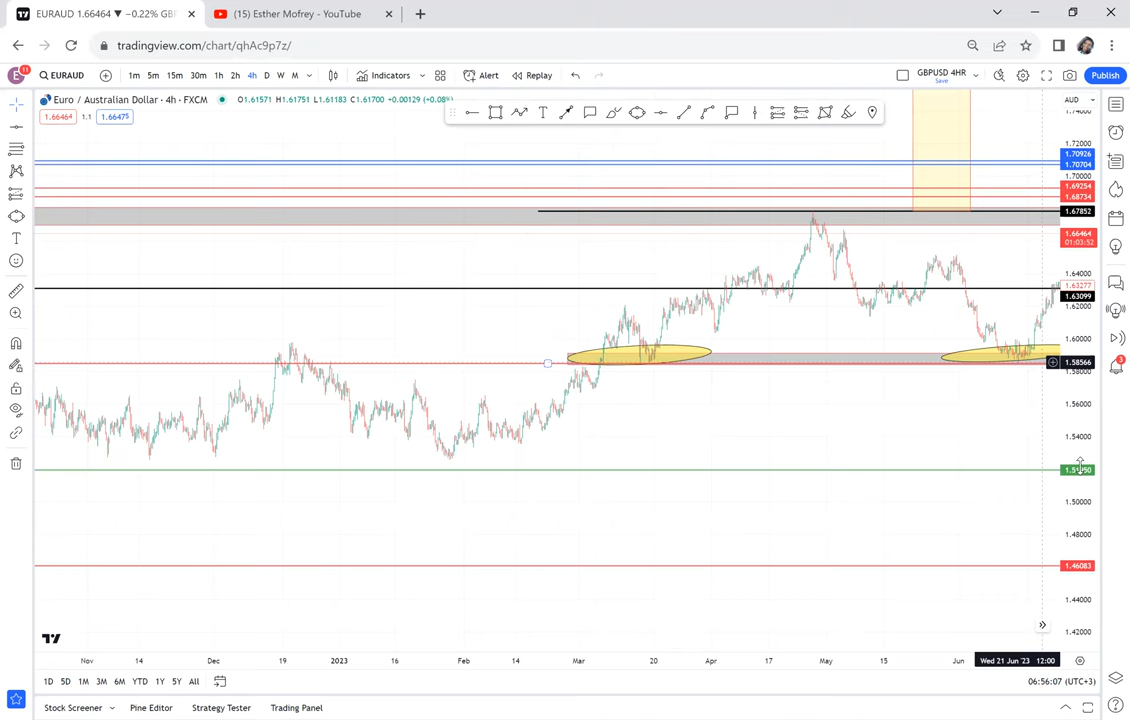 EURAUD 1.66464 ▼ −0.22% GBP
(15) Esther Mofrey - YouTube
tradingview.com/chart/qhAc9p7z/
E
11
EURAUD
1m 5m 15m 30m 1h 2h 4h D W M
Indicators
Alert
Replay
GBPUSD 4HR
Save
Publish
Euro / Australian Dollar · 4h · FXCM
O1.61571 H1.61751 L1.61183 C1.61700 +0.00129 (+0.08%)
1.66464
1.1
1.66475
AUD
1.74000
1.72000
1.70926
1.70704
1.70000
1.69254
1.68734
1.67852
1.66464
01:03:52
1.64000
1.63277
1.63099
1.62000
1.60000
1.58566
1.58000
1.56000
1.54000
1.50000
1.48000
1.46083
1.44000
1.42000
3
Nov 14 Dec 19 2023 16 Feb 14 Mar 20 Apr 17 May 15 Jun Wed 21 Jun '23 12:00
1D 5D 1M 3M 6M YTD 1Y 5Y All
06:56:07 (UTC+3)
Stock Screener
Pine Editor
Strategy Tester
Trading Panel